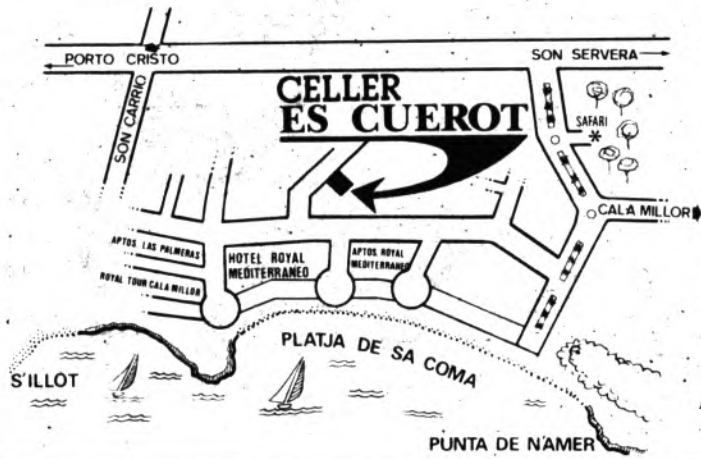 PORTO CRISTO
SON SERVERA
SON CARRIO
CELLER
ES CUEROT
SAFARI
CALA MILLOR
APTOS. LAS PALMERAS
HOTEL ROYAL
MEDITERRANEO
APTOS. ROYAL
MEDITERRANEO
ROYAL TOUR CALA MILLOR
PLATJA DE SA COMA
S'ILLOT
PUNTA DE N'AMER